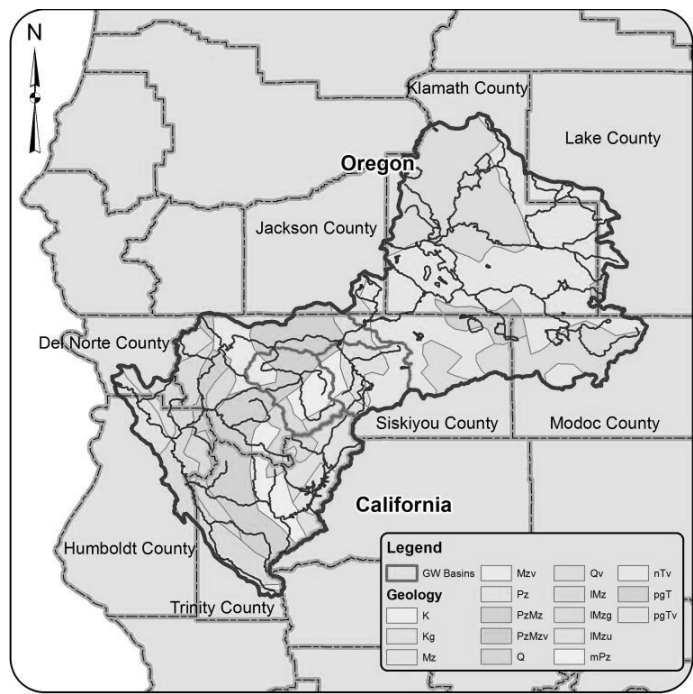 N
Klamath County
Lake County
Oregon
Jackson County
Del Norte County
Siskiyou County
Modoc County
California
Humboldt County
Trinity County
Legend
GW Basins
Geology
K
Kg
Mz
Mzv
Pz
PzMz
PzMzv
Q
Qv
lMz
lMzg
lMzu
mPz
nTv
pgT
pgTv